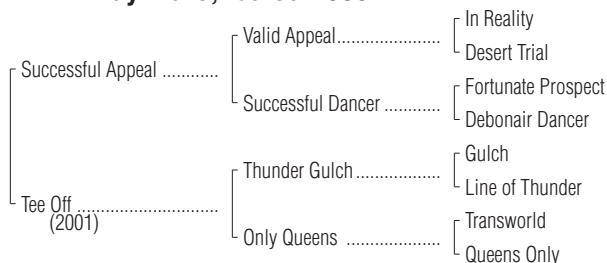 In Reality
Valid Appeal
Desert Trial
Successful Appeal
Fortunate Prospect
Successful Dancer
Debonair Dancer
Gulch
Thunder Gulch
Line of Thunder
Tee Off
(2001)
Transworld
Only Queens
Queens Only